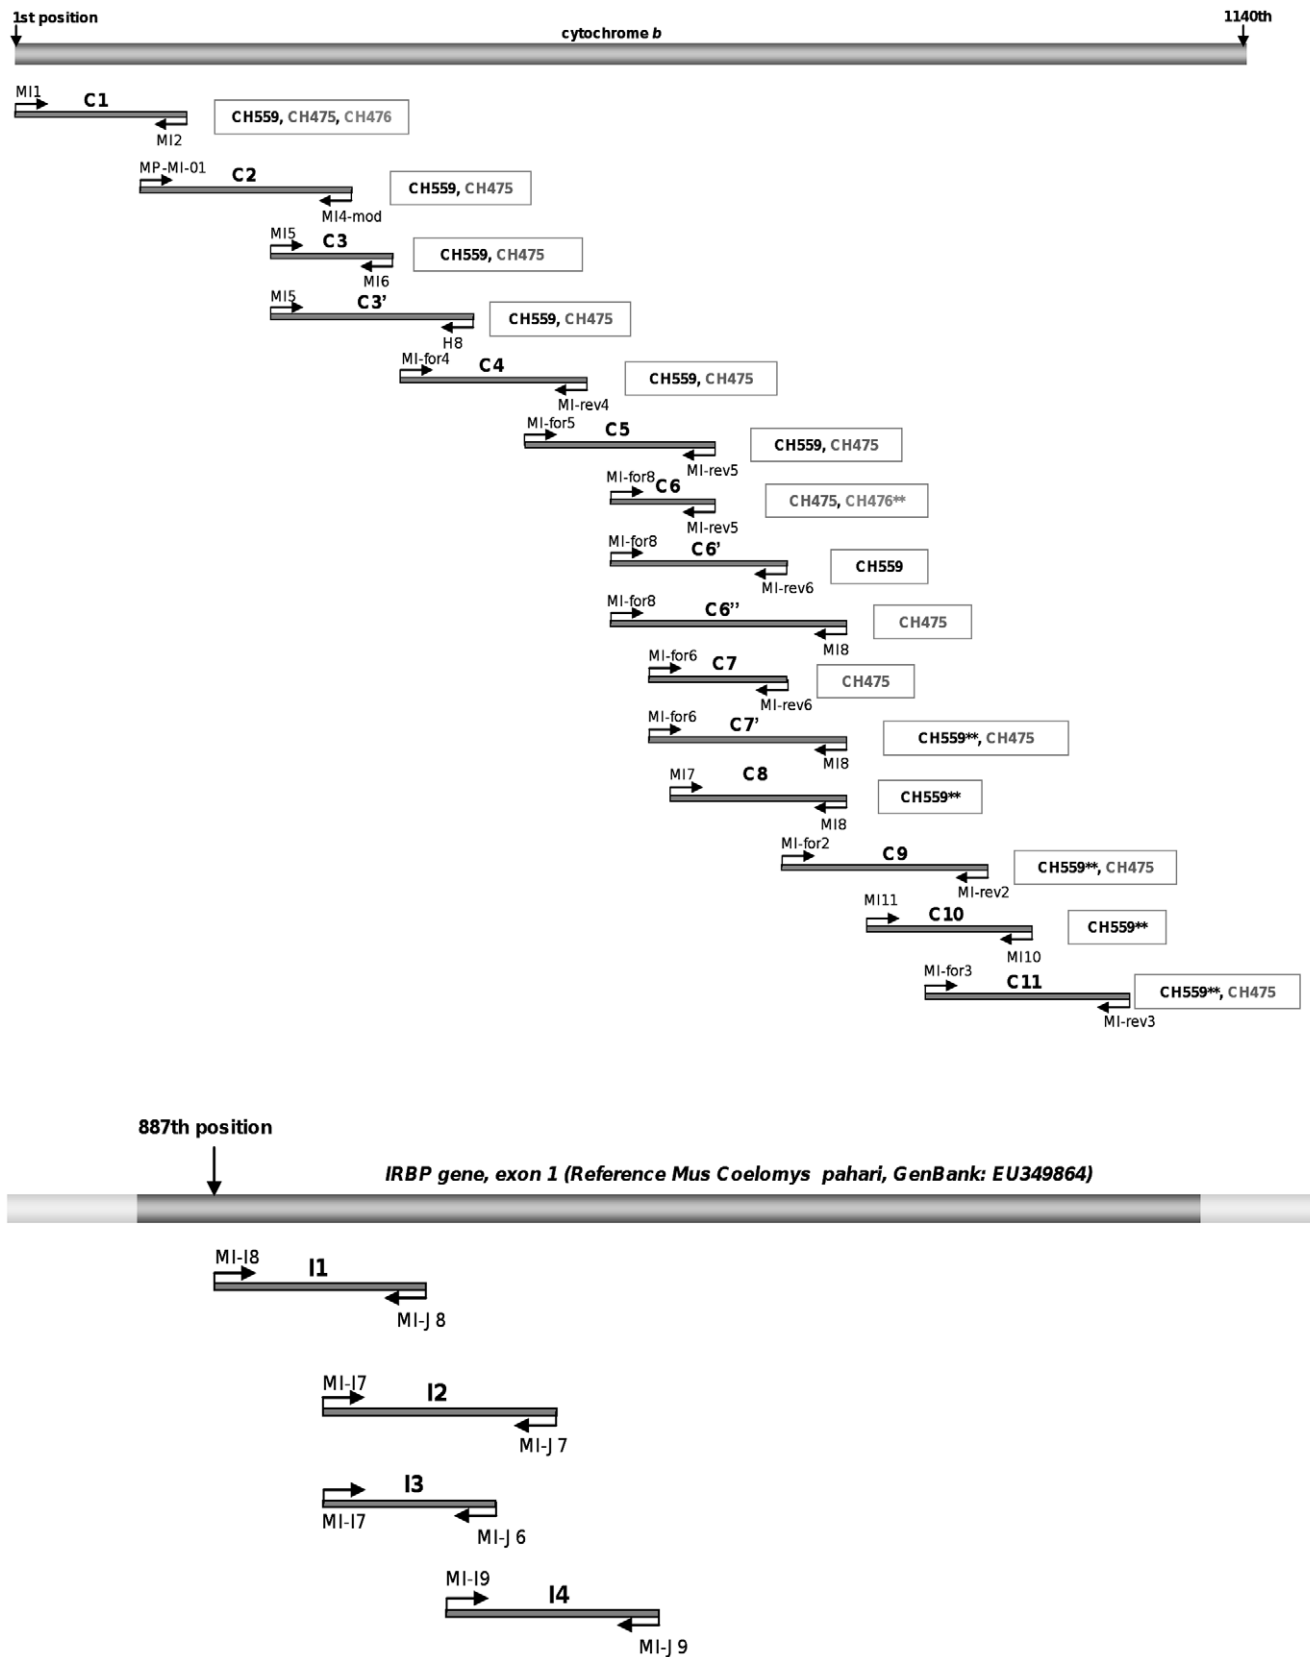 1st position
1140th
cytochrome b
MI1
C1
MI2
CH559, CH475, CH476
MP-MI-01
C2
MI4-mod
CH559, CH475
MI5
C3
MI6
CH559, CH475
MI5
C3’
H8
CH559, CH475
MI-for4
C4
MI-rev4
CH559, CH475
MI-for5
C5
MI-rev5
CH559, CH475
MI-for8
C6
MI-rev5
CH475, CH476**
MI-for8
C6’
MI-rev6
CH559
MI-for8
C6’’
MI8
CH475
MI-for6
C7
MI-rev6
CH475
MI-for6
C7’
MI8
CH559**, CH475
MI7
C8
MI8
CH559**
MI-for2
C9
MI-rev2
CH559**, CH475
MI11
C10
MI10
CH559**
MI-for3
C11
MI-rev3
CH559**, CH475
887th position
IRBP gene, exon 1 (Reference Mus Coelomys pahari, GenBank: EU349864)
MI-I8
I1
MI-J8
MI-I7
I2
MI-J7
I3
MI-I7
MI-J6
MI-I9
I4
MI-J9